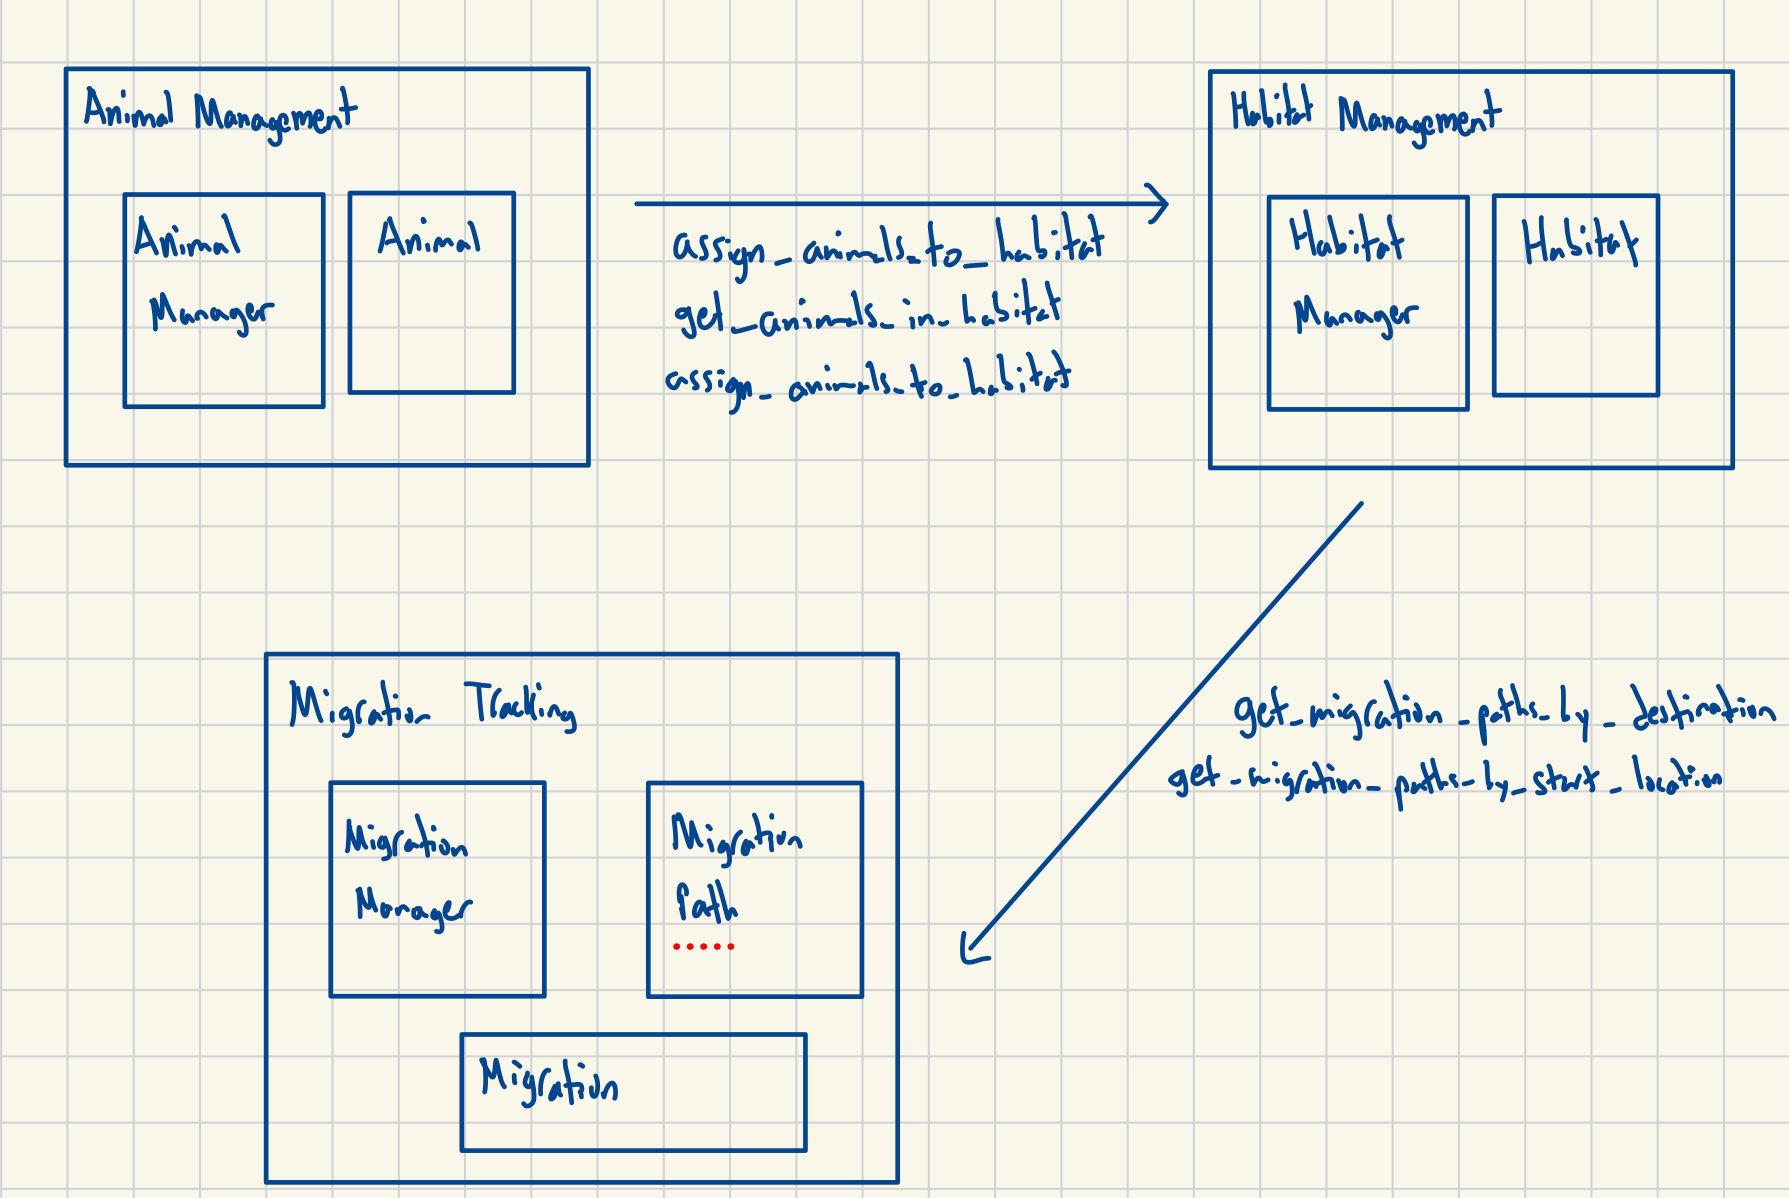 Animal Managment
Animal
Manager
Animal
assign_animals_to_habitat
get_animals_in_habitat
assign_animals_to_habitat
Habitat Management
Habitat
Manager
Habitat
Migration Tracking
Migration
Manager
Migration
Path
Migration
get_migration_paths_by_destination
get_migration_paths_by_start_location